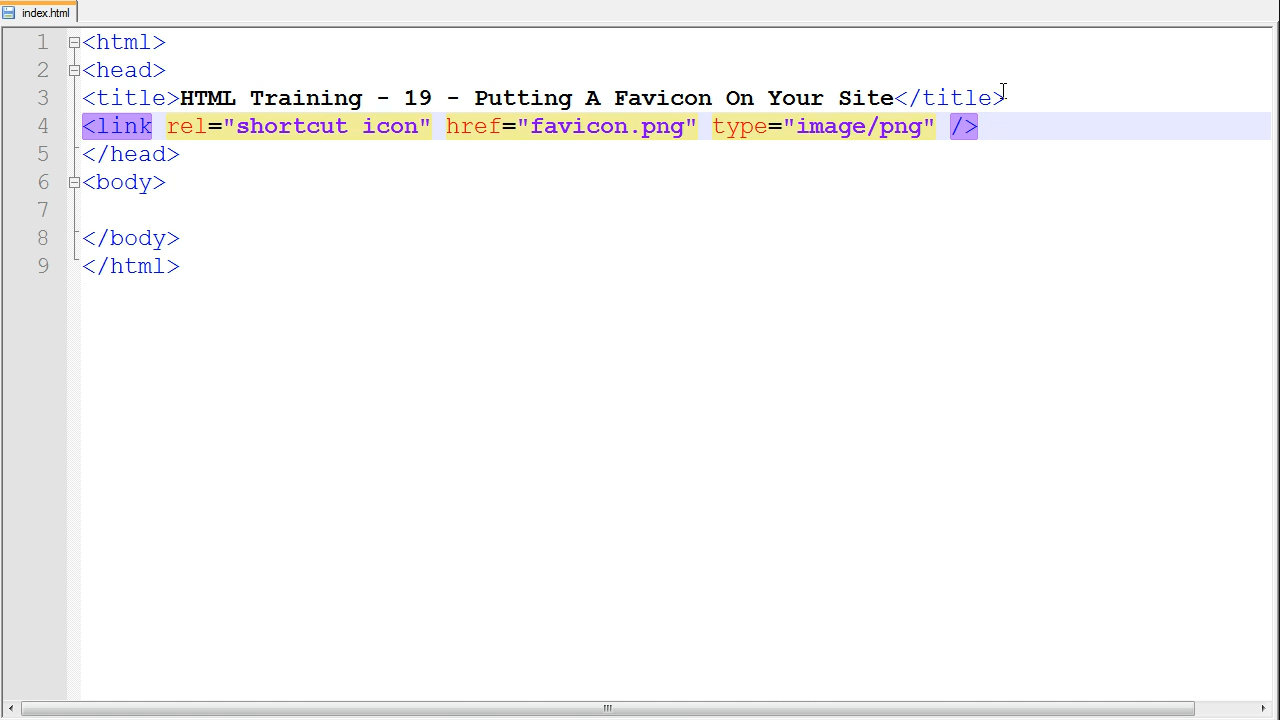 index.html
1 <html>
2 <head>
3 <title>HTML Training - 19 - Putting A Favicon On Your Site</title>
4 <link rel="shortcut icon" href="favicon.png" type="image/png" />
5 </head>
6 <body>
7
8 </body>
9 </html>